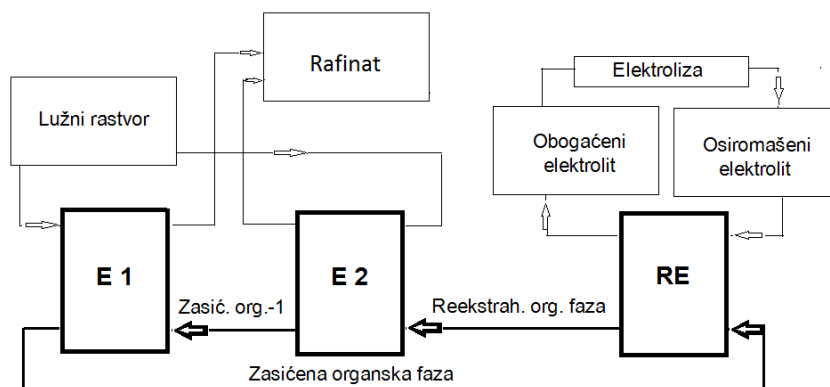 Rafinat
Elektroliza
Lužni rastvor
Obogaćeni
elektrolit
Osiromašeni
elektrolit
E 1
E 2
RE
Zasić. org.-1
Reekstrah. org. faza
Zasićena organska faza